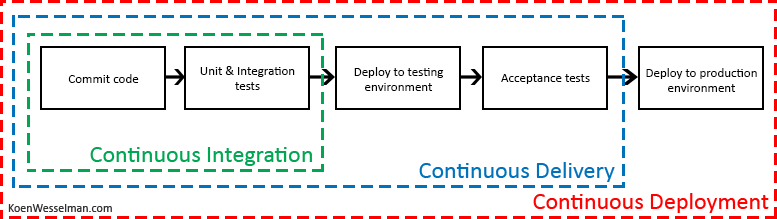 Commit code
Unit & Integration
tests
Deploy to testing
environment
Acceptance tests
Deploy to production
environment
Continuous Integration
Continuous Delivery
Continuous Deployment
KoenWesselman.com